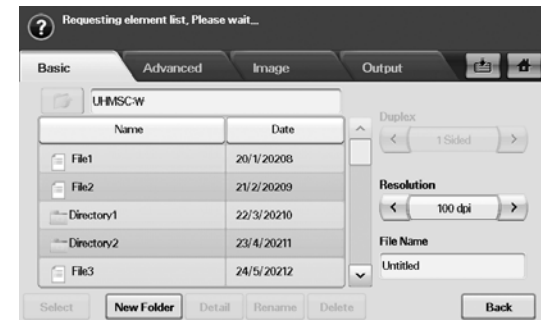 Requesting element list, Please wait...
Basic Advanced Image Output
UHMSC:W
Duplex
Name Date
1 Sided
File1 20/1/20208
File2 21/2/20209
Resolution
Directory1 22/3/20210
100 dpi
Directory2 23/4/20211
File Name
File3 24/5/20212
Untitled
Select New Folder Detail Rename Delete Back